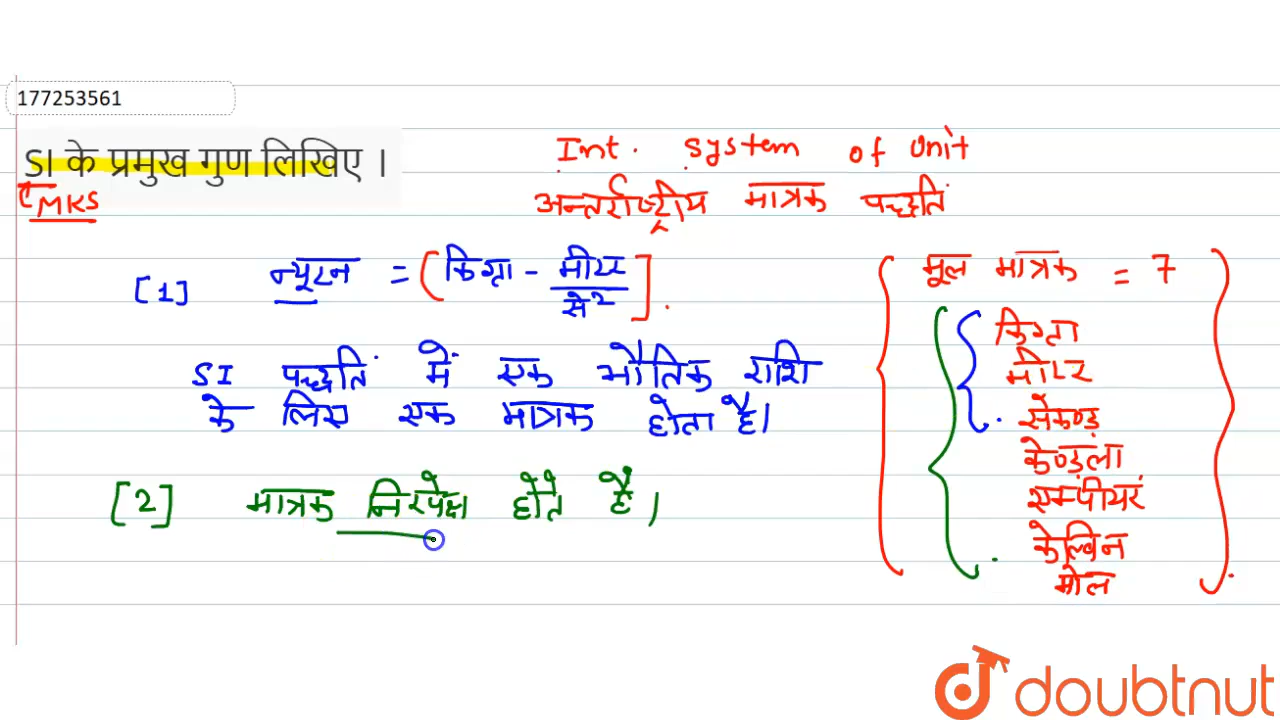 177253561
SI के प्रमुख गुण लिखिए ।
MKS
Int. System of Unit
अन्तर्राष्ट्रीय मात्रक पद्धति
[1] न्यूटन = (किग्रा - मीटर / से²]
SI पद्धति में एक भौतिक राशि
के लिए एक मात्रक होता है।
[2] मात्रक निरपेक्ष होते हैं।
मूल मात्रक = 7
किग्रा
मीटर
सेकण्ड़
केण्ड़ला
एम्पीयर
केल्विन
मोल
doubtnut